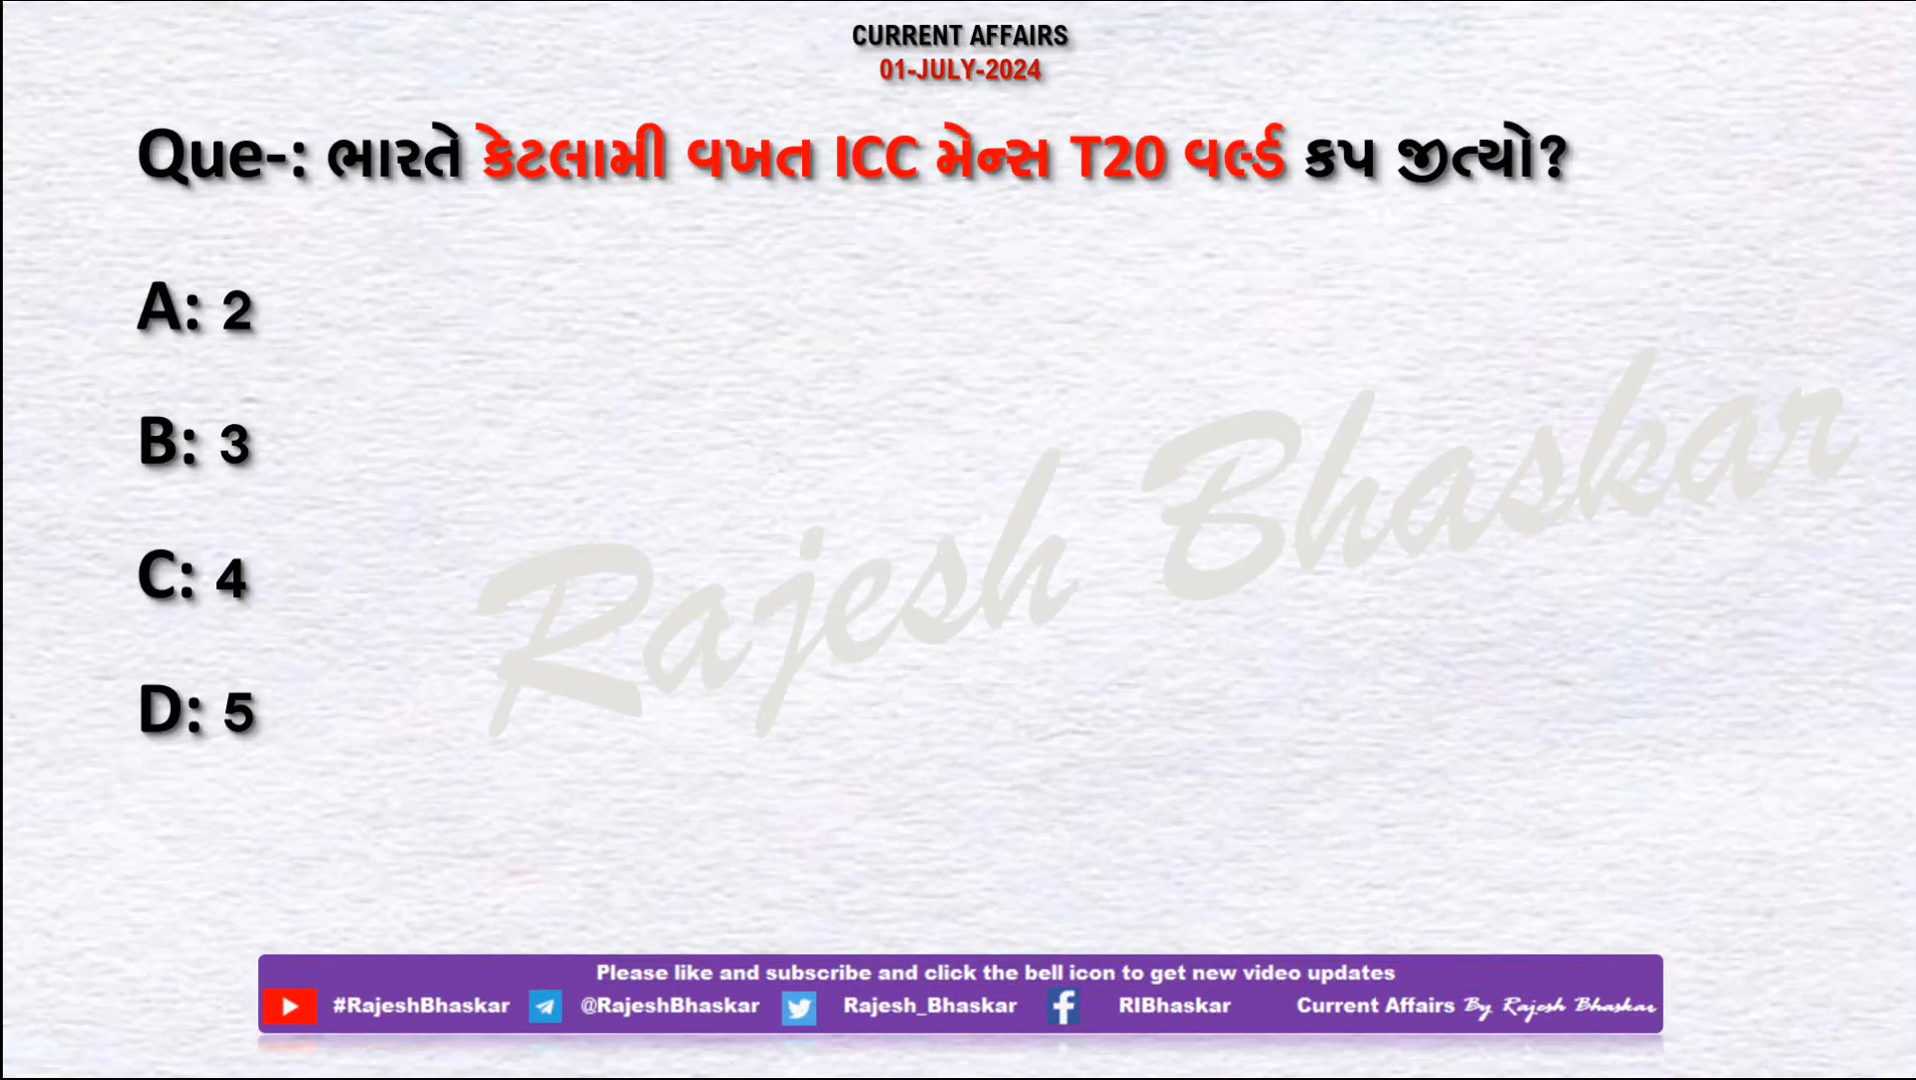 CURRENT AFFAIRS
01-JULY-2024
Que-: ભારતે કેટલામી વખત ICC મેન્સ T20 વર્લ્ડ કપ જીત્યો?
A: 2
B: 3
C: 4
D: 5
Rajesh Bhaskar
Please like and subscribe and click the bell icon to get new video updates
#RajeshBhaskar @RajeshBhaskar Rajesh_Bhaskar RIBhaskar Current Affairs By Rajesh Bhaskar